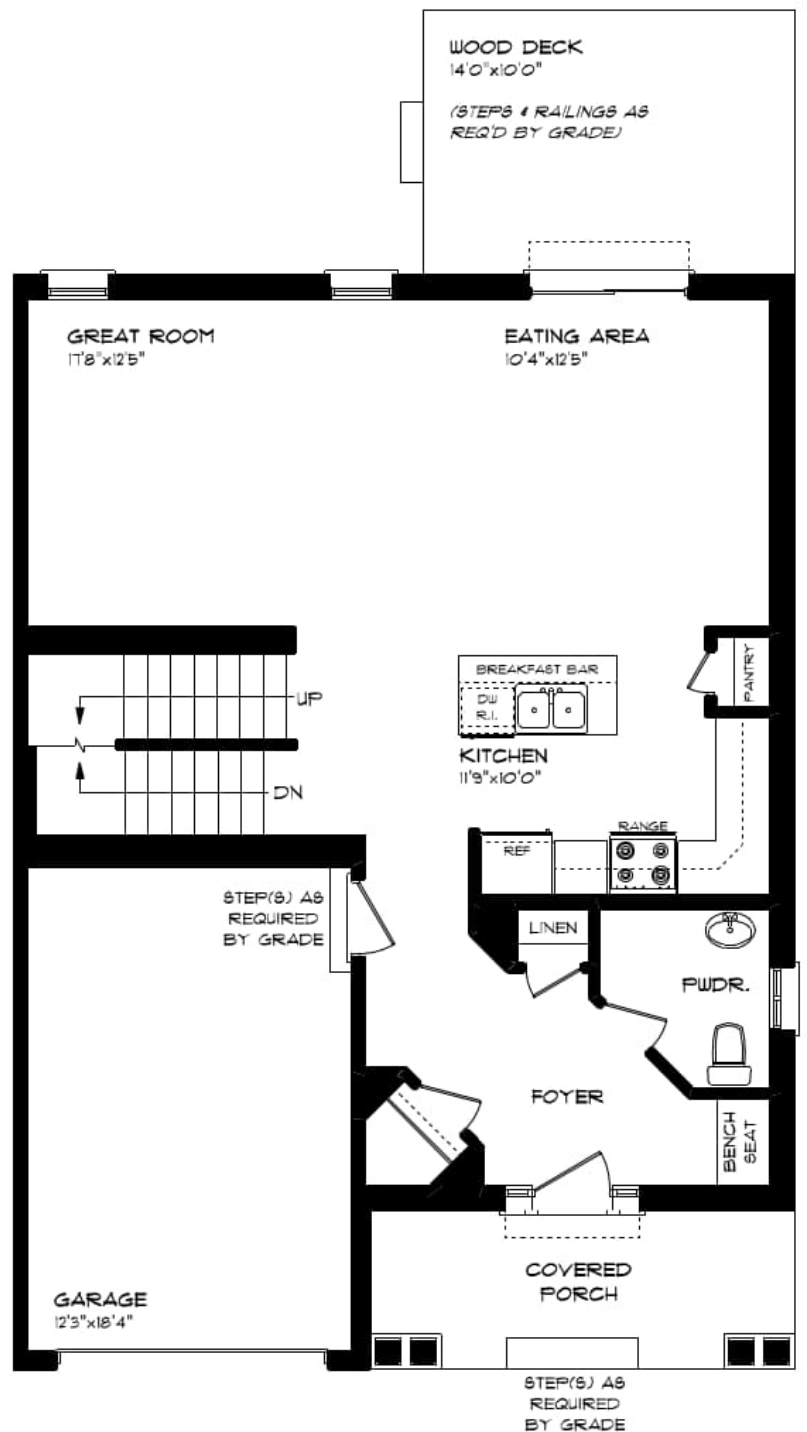 WOOD DECK
14'0"x10'0"
(STEPS & RAILINGS AS
REQ'D BY GRADE)
GREAT ROOM
17'8"x12'5"
EATING AREA
10'4"x12'5"
UP
DN
BREAKFAST BAR
DW
R.I.
PANTRY
KITCHEN
11'9"x10'0"
RANGE
REF
STEP(S) AS
REQUIRED
BY GRADE
LINEN
PWDR.
FOYER
BENCH
SEAT
GARAGE
12'3"x18'4"
COVERED
PORCH
STEP(S) AS
REQUIRED
BY GRADE